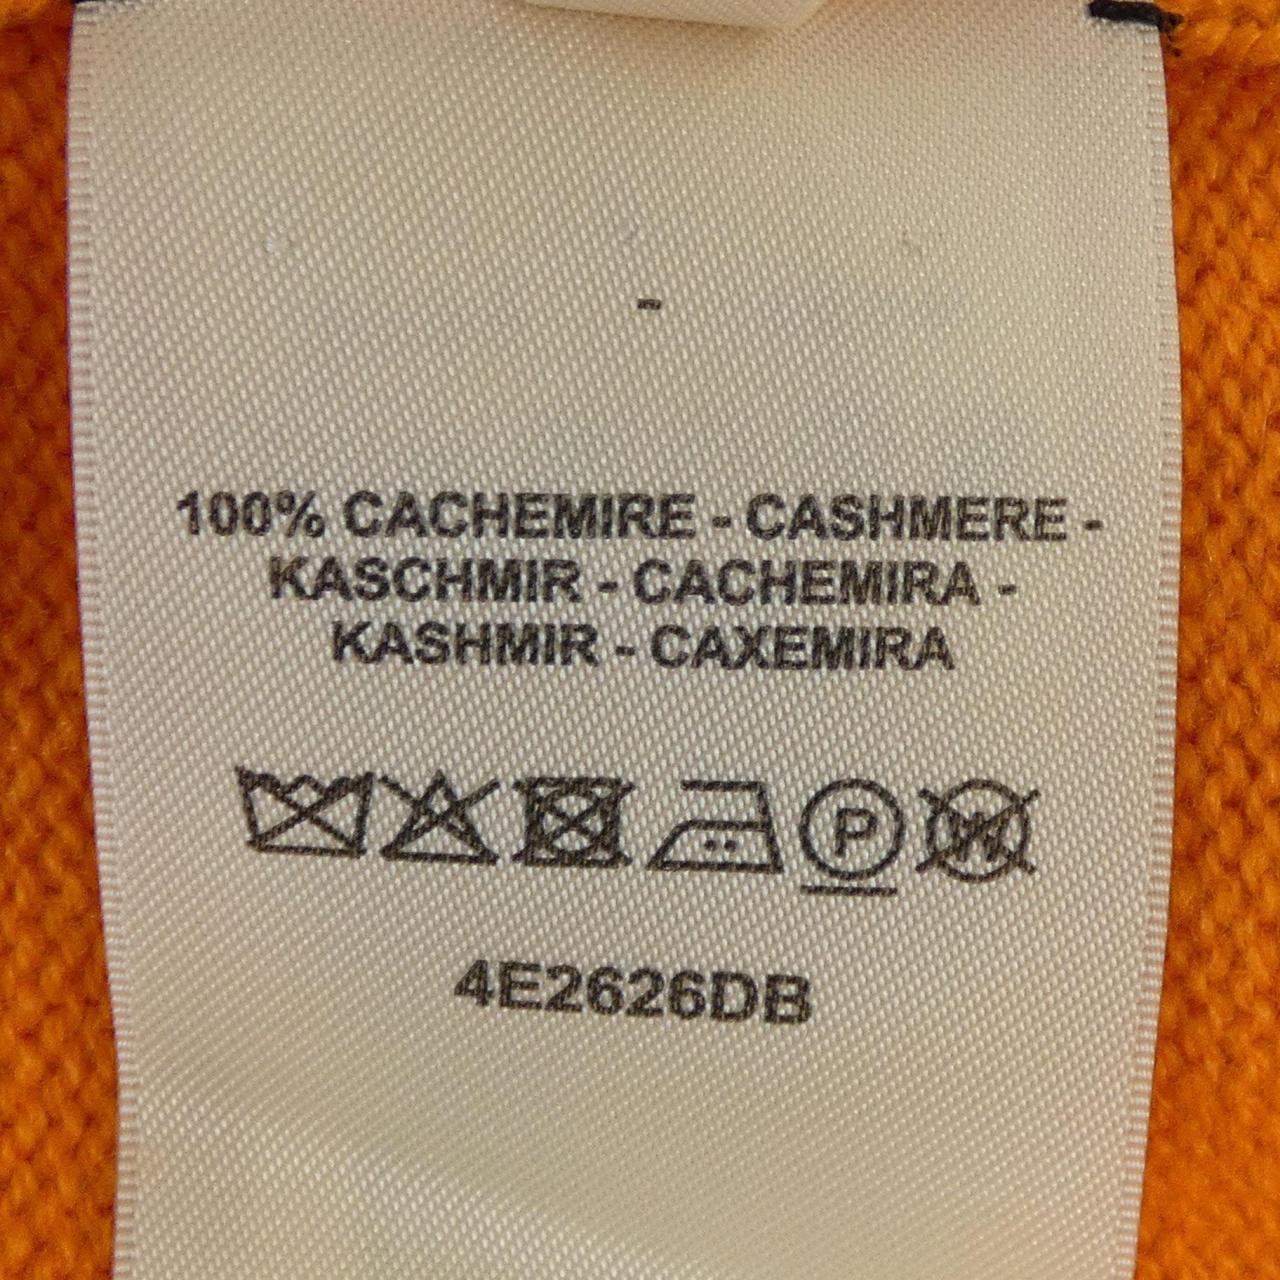 -
100% CACHEMIRE - CASHMERE -
KASCHMIR - CACHEMIRA -
KASHMIR - CAXEMIRA
P W
4E2626DB